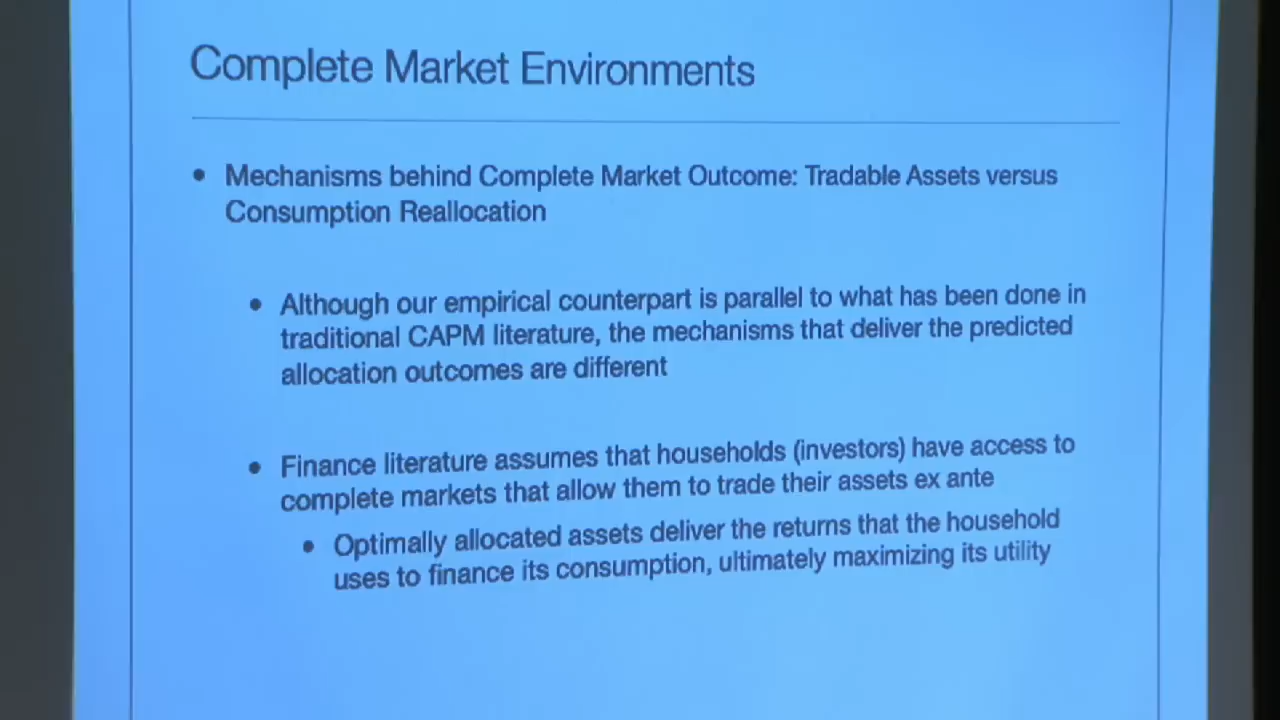 Complete Market Environments
• Mechanisms behind Complete Market Outcome: Tradable Assets versus
Consumption Reallocation
• Although our empirical counterpart is parallel to what has been done in
traditional CAPM literature, the mechanisms that deliver the predicted
allocation outcomes are different
• Finance literature assumes that households (investors) have access to
complete markets that allow them to trade their assets ex ante
• Optimally allocated assets deliver the returns that the household
uses to finance its consumption, ultimately maximizing its utility